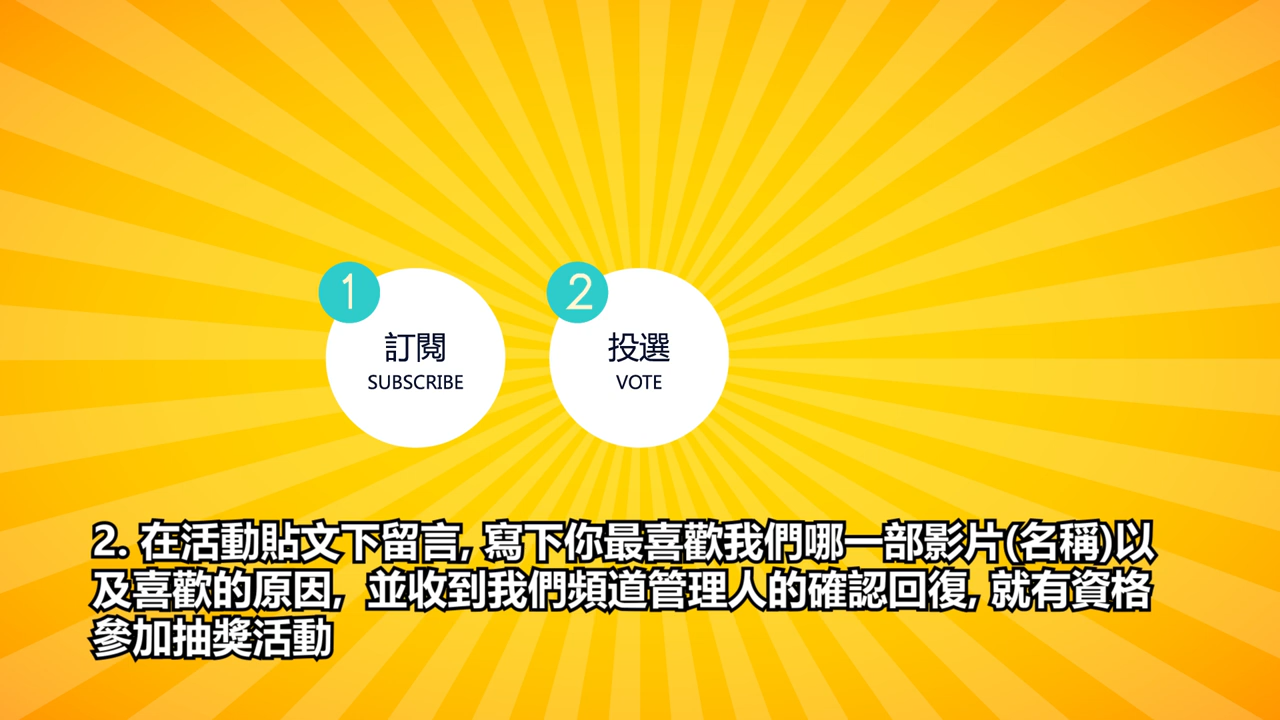 1
訂閱
SUBSCRIBE
2
投選
VOTE
2. 在活動貼文下留言, 寫下你最喜歡我們哪一部影片(名稱)以
及喜歡的原因, 並收到我們頻道管理人的確認回復, 就有資格
參加抽獎活動